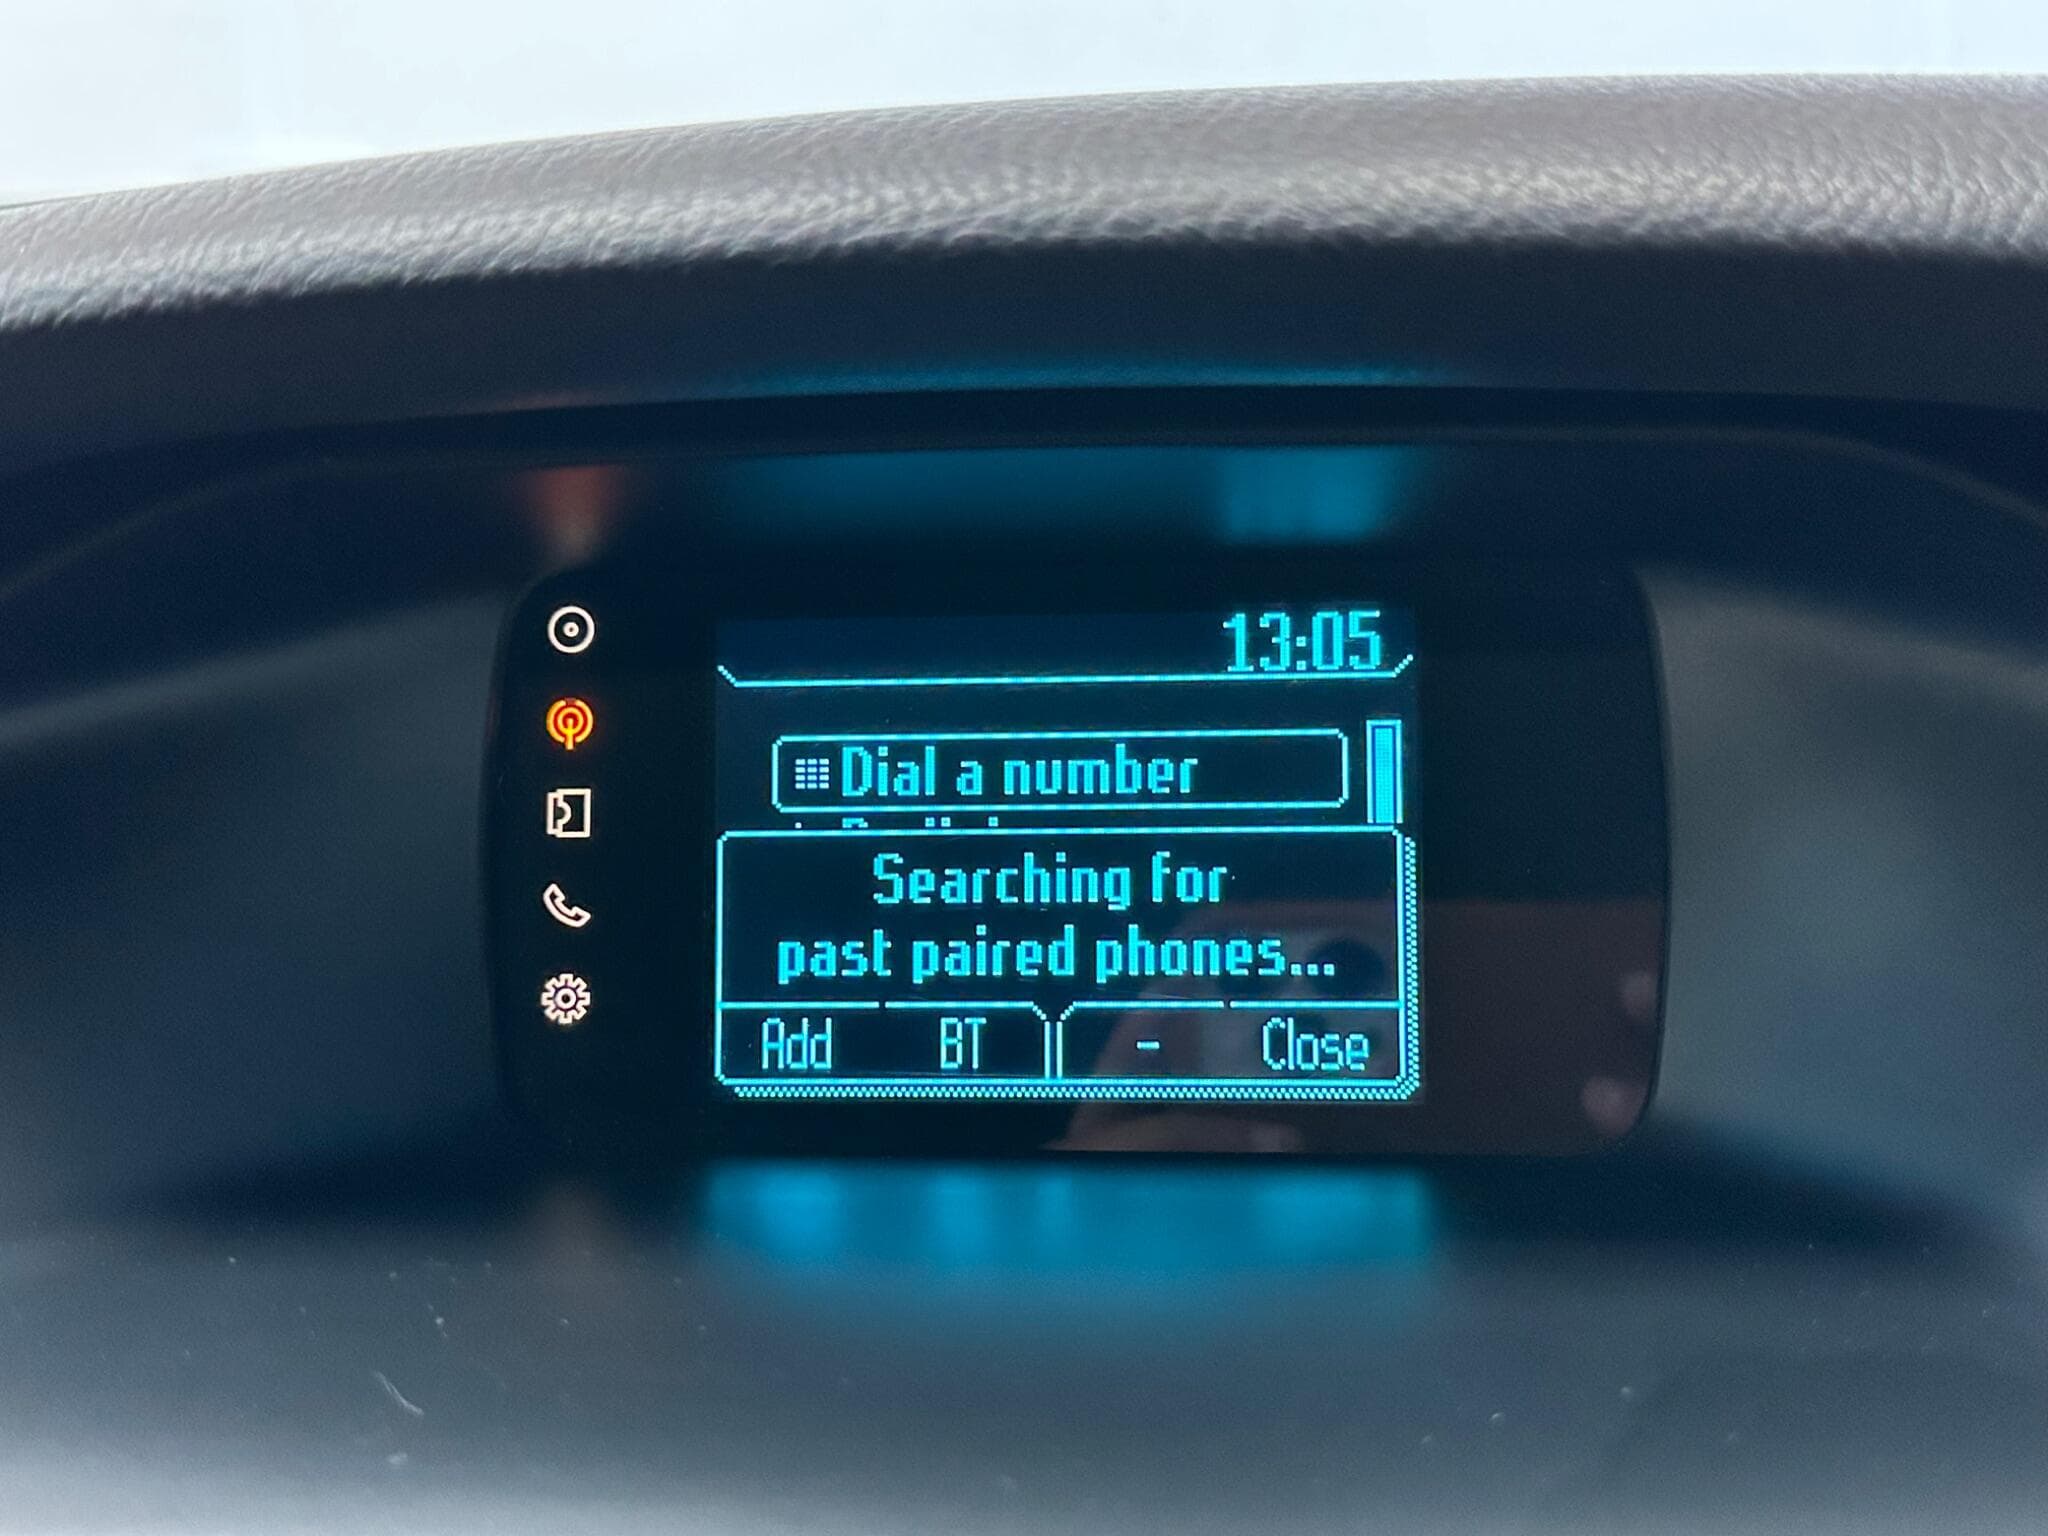 13:05
Dial a number
Searching for
past paired phones...
Add BT - Close